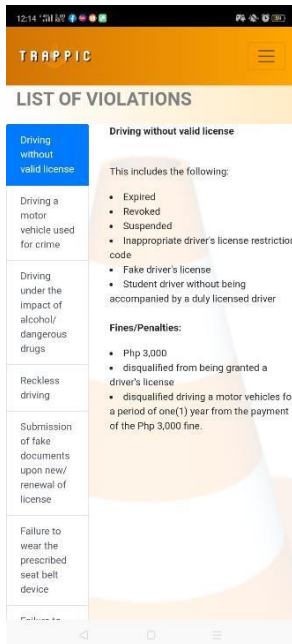 12:14
TRAPPIC
LIST OF VIOLATIONS
Driving
without
valid license
Driving a
motor
vehicle used
for crime
Driving
under the
impact of
alcohol/
dangerous
drugs
Reckless
driving
Submission
of fake
documents
upon new/
renewal of
license
Failure to
wear the
prescribed
seat belt
device
Driving without valid license
This includes the following:
• Expired
• Revoked
• Suspended
• Inappropriate driver's license restriction
code
• Fake driver's license
• Student driver without being
accompanied by a duly licensed driver
Fines/Penalties:
• Php 3,000
• disqualified from being granted a
driver's license
• disqualified driving a motor vehicles fo
a period of one(1) year from the payment
of the Php 3,000 fine.